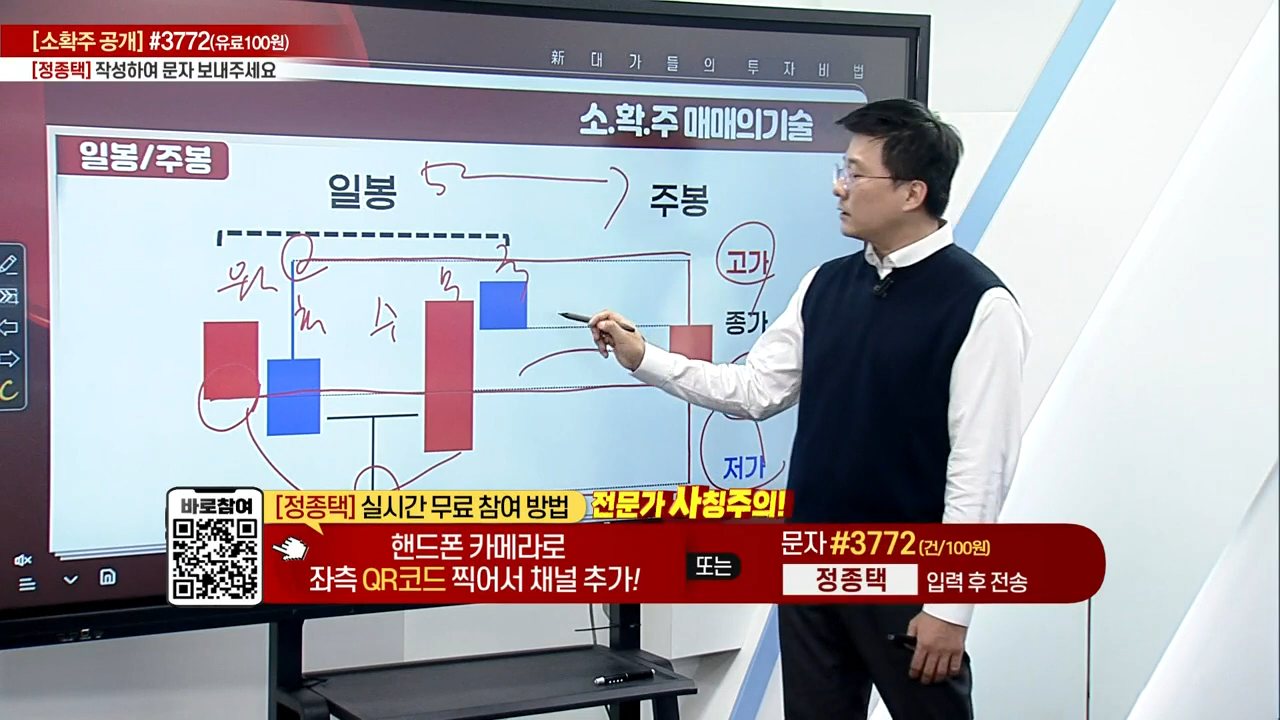 [소확주 공개] #3772(유료100원)
[정종택] 작성하여 문자 보내주세요
新 대 가 들 의 투 자 비 법
소.확.주 매매의기술
일봉/주봉
일봉
주봉
고가
월
화
수
목
금
종가
저가
바로참여
[정종택] 실시간 무료 참여 방법
전문가 사칭주의!
핸드폰 카메라로
좌측 QR코드 찍어서 채널 추가!
또는
문자 #3772 (건/100원)
정종택 입력 후 전송